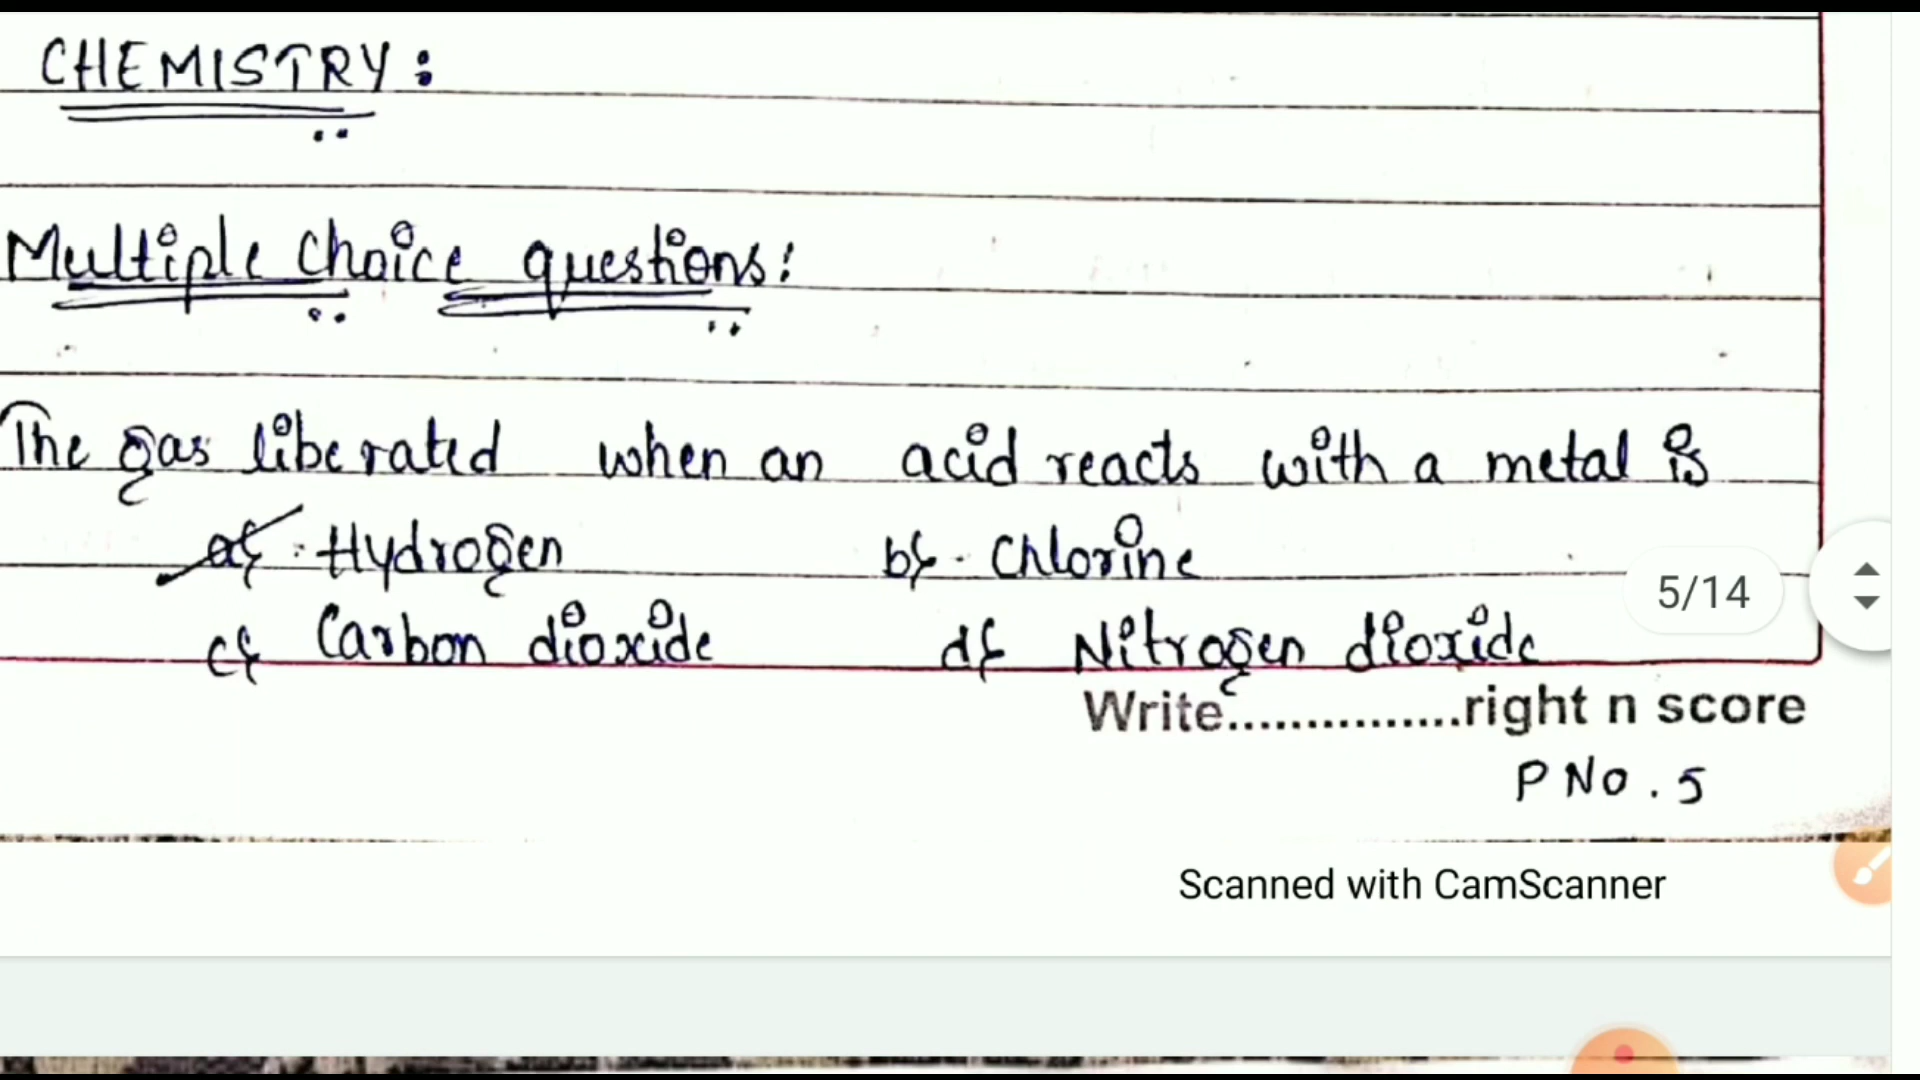 CHEMISTRY:
Multiple choice questions:
The gas liberated when an acid reacts with a metal is
a) Hydrogen b) Chlorine
c) Carbon dioxide d) Nitrogen dioxide
5/14
Write...............right n score
P No. 5
Scanned with CamScanner